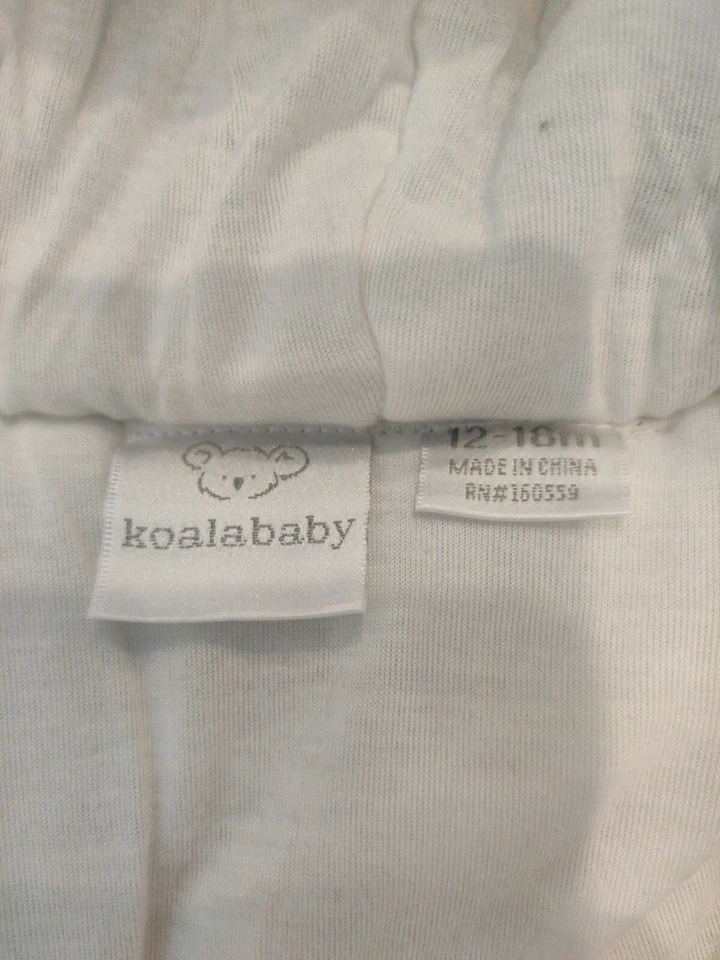 koalababy
12-18m
MADE IN CHINA
RN#160559